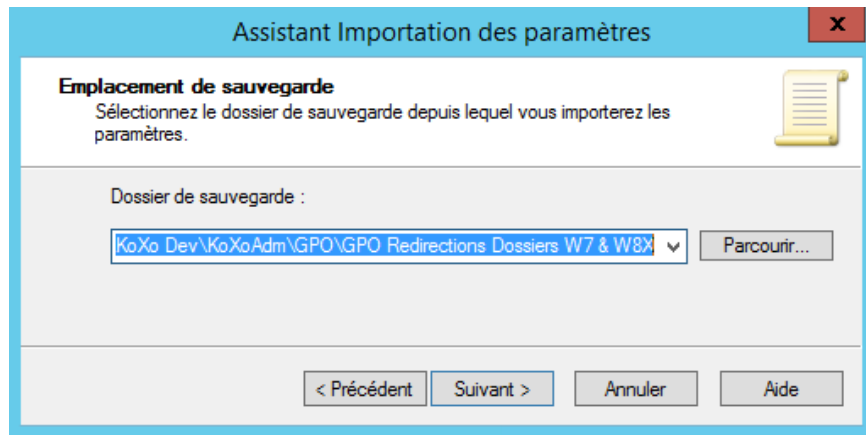 Assistant Importation des paramètres
x
Emplacement de sauvegarde
Sélectionnez le dossier de sauvegarde depuis lequel vous importerez les
paramètres.
Dossier de sauvegarde :
KoXo Dev\KoXoAdm\GPO\GPO Redirections Dossiers W7 & W8X
Parcourir...
< Précédent
Suivant >
Annuler
Aide